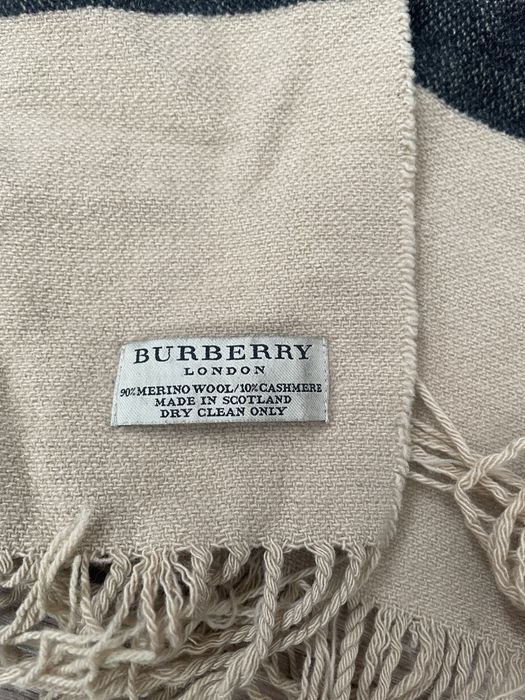 BURBERRY
LONDON
90% MERINO WOOL/10% CASHMERE
MADE IN SCOTLAND
DRY CLEAN ONLY